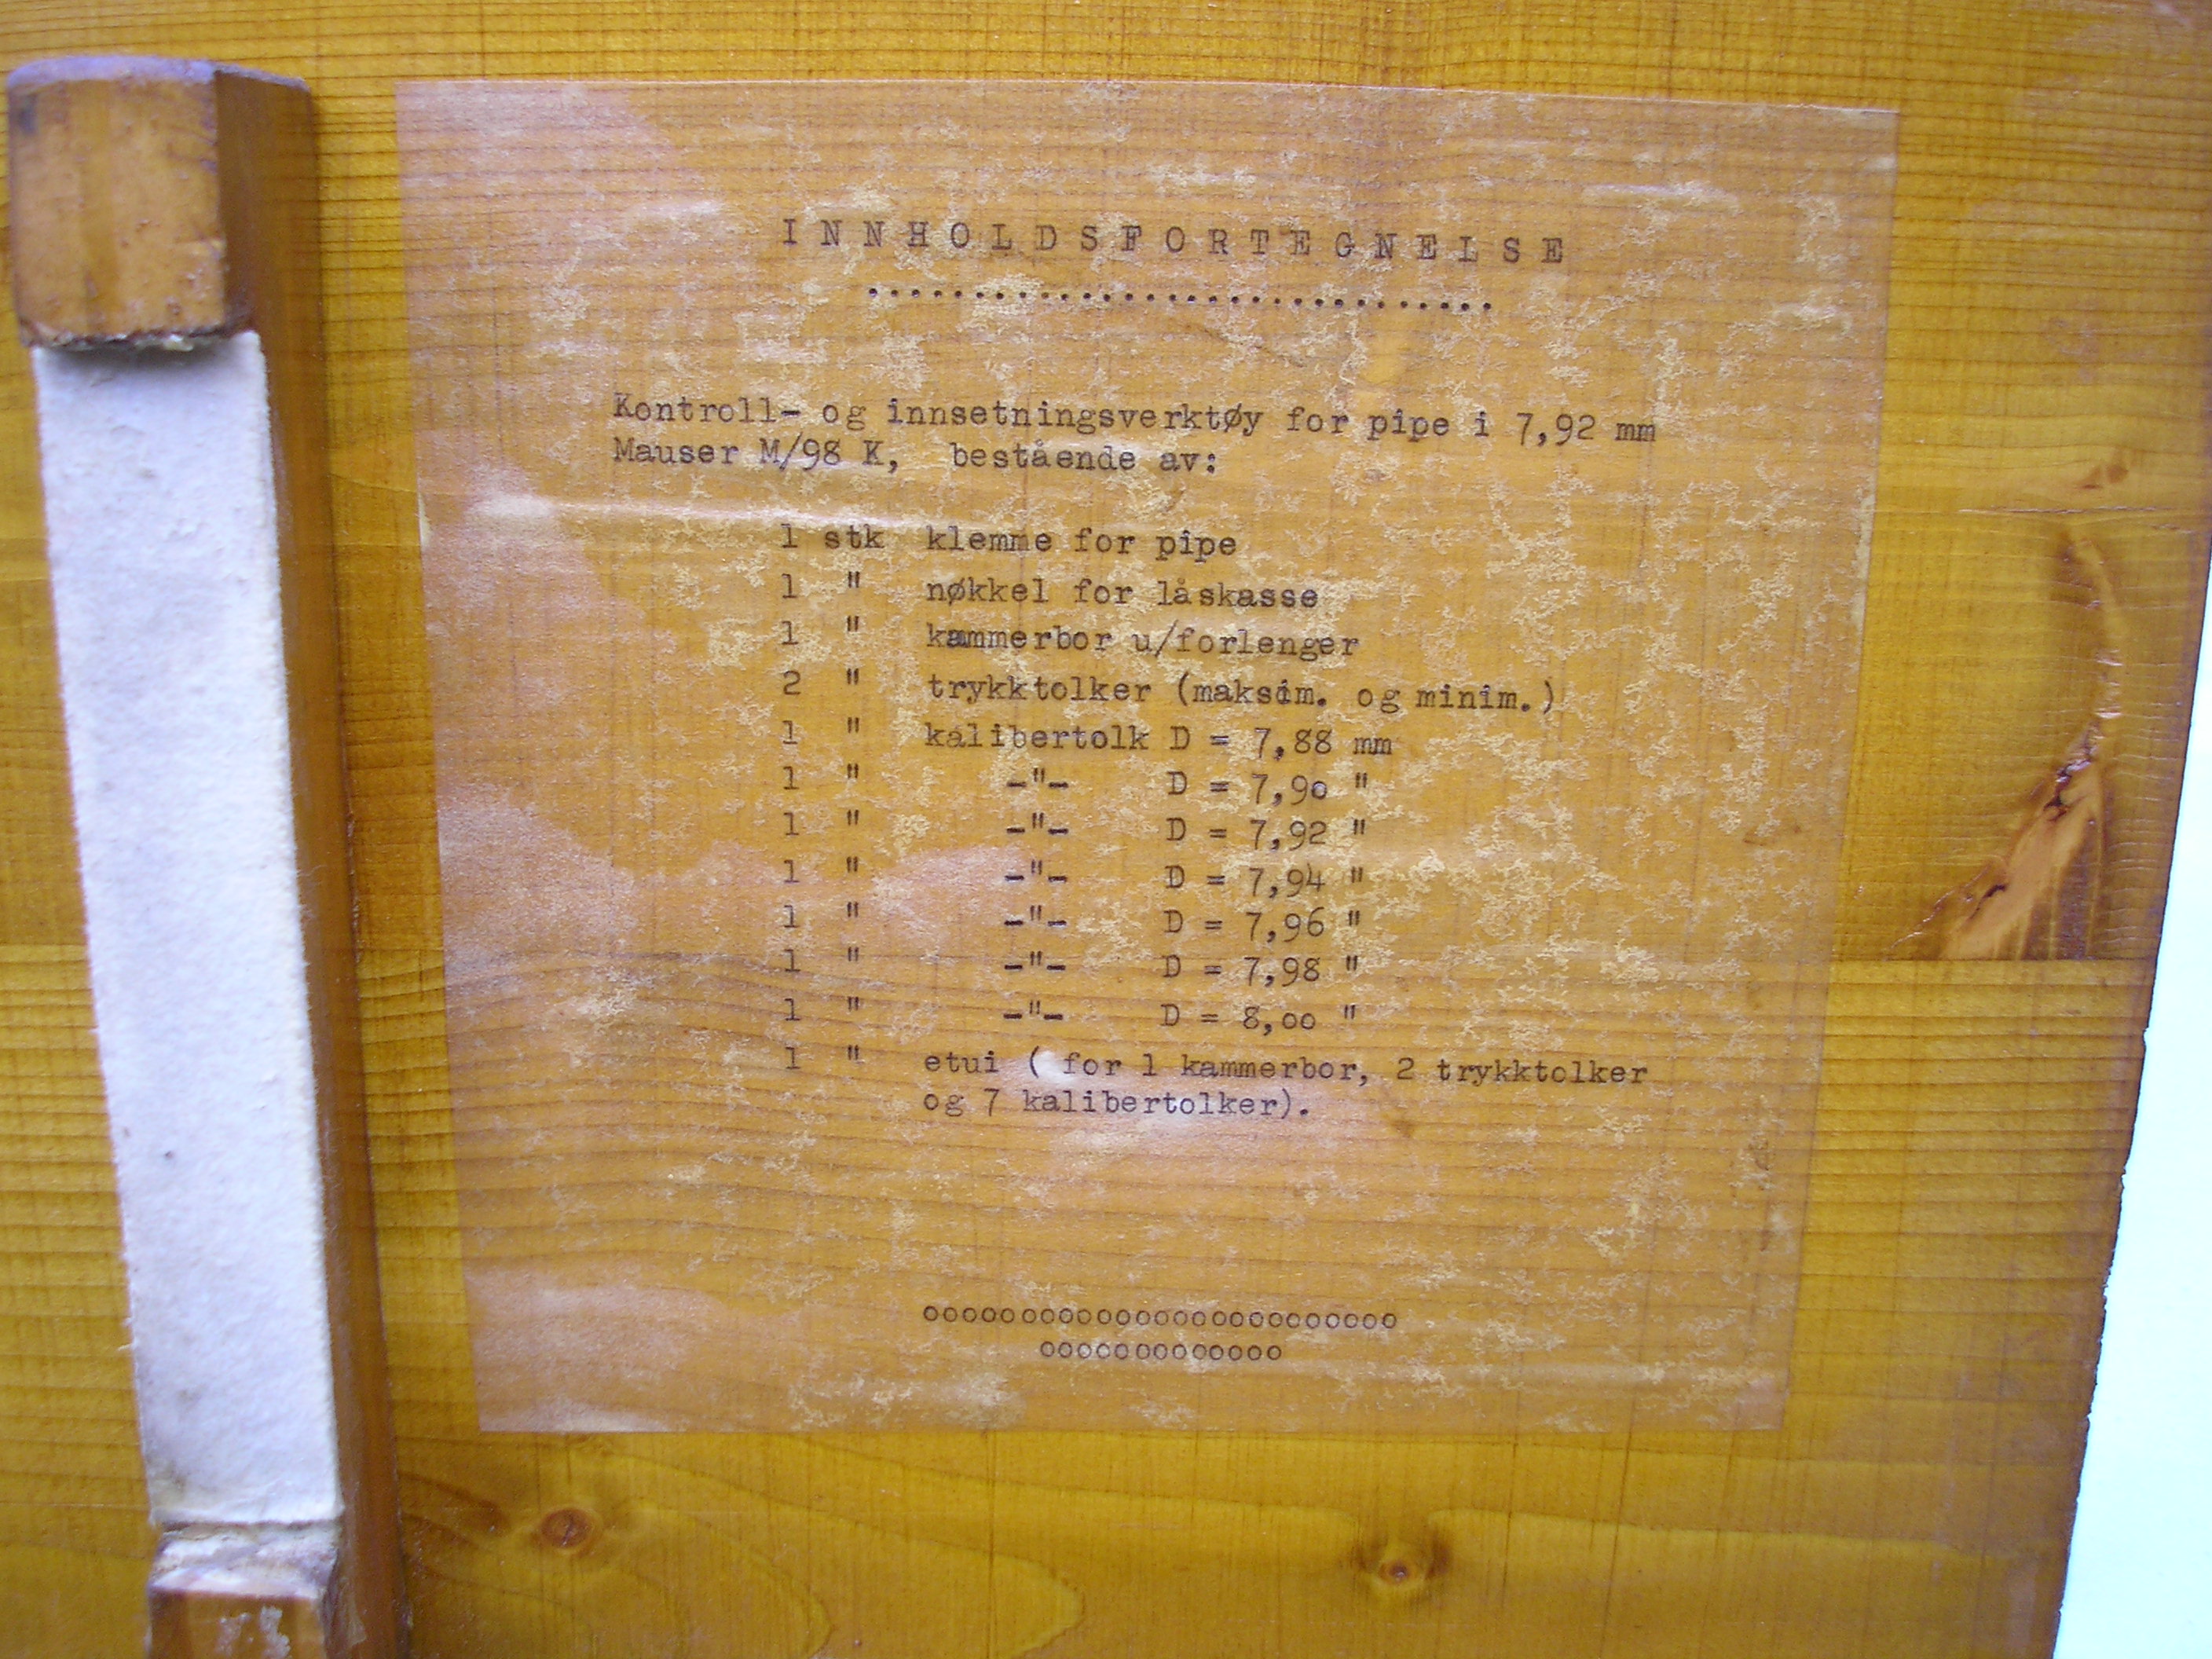 INNHOLDSFORTEGNELSE
..............................
Kontroll- og innsetningsverktøy for pipe i 7,92 mm
Mauser M/98 K, bestående av:
1 stk klemme for pipe
1 " nøkkel for låskasse
1 " kammerbor u/forlenger
2 " trykktolker (maksim. og minim.)
1 " kalibertolk D = 7,88 mm
1 " -"- D = 7,90 "
1 " -"- D = 7,92 "
1 " -"- D = 7,94 "
1 " -"- D = 7,96 "
1 " -"- D = 7,98 "
1 " -"- D = 8,00 "
1 " etui ( for 1 kammerbor, 2 trykktolker
og 7 kalibertolker).
ooooooooooooooooooooooooo
ooooooooooooo